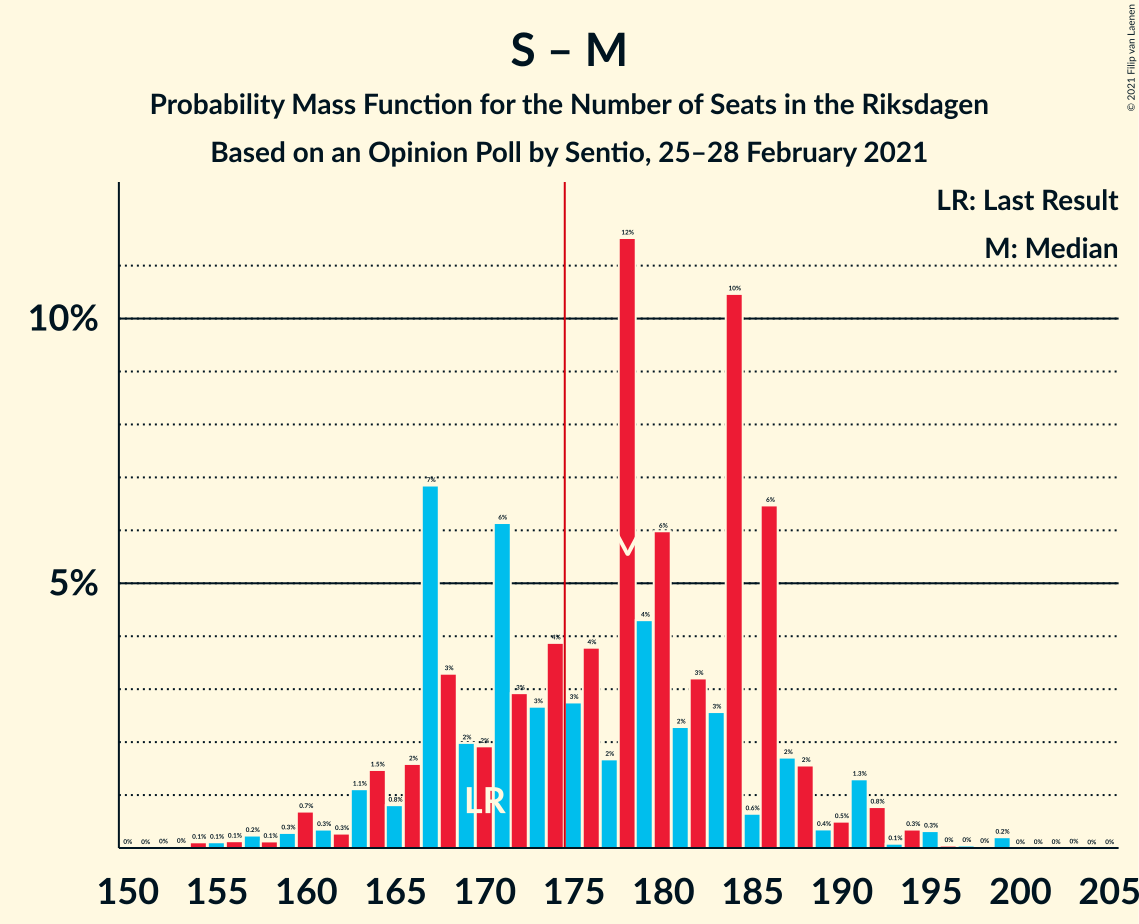 © 2021 Filip van Laenen
S – M
Probability Mass Function for the Number of Seats in the Riksdagen
Based on an Opinion Poll by Sentio, 25–28 February 2021
LR: Last Result
M: Median
10%
5%
0% 0% 0% 0% 0.1% 0.1% 0.1% 0.2% 0.1% 0.3% 0.7% 0.3% 0.3% 1.1% 1.5% 0.8% 2% 7% 3% 2% 2% 6% 3% 3% 4% 3% 4% 2% 12% 4% 6% 2% 3% 3% 10% 0.6% 6% 2% 2% 0.4% 0.5% 1.3% 0.8% 0.1% 0.3% 0.3% 0% 0% 0% 0.2% 0% 0% 0% 0% 0% 0%
M
LR
150 155 160 165 170 175 180 185 190 195 200 205